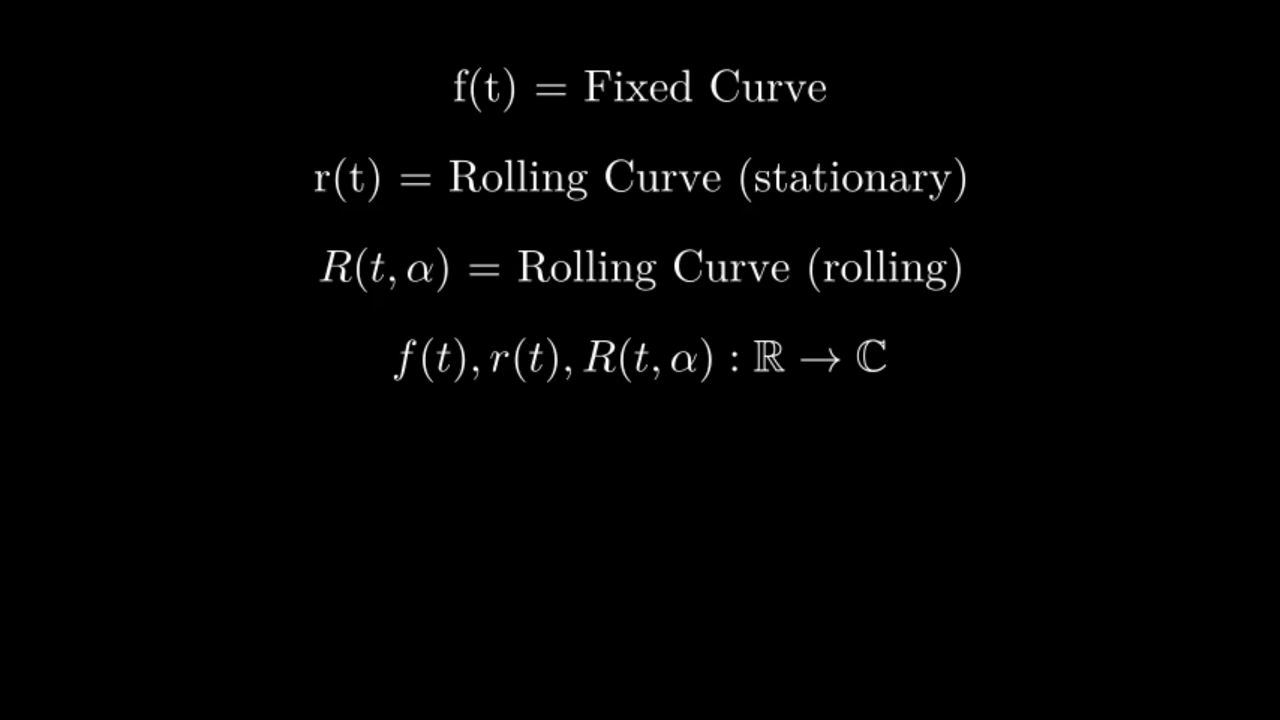 f(t) = Fixed Curve
r(t) = Rolling Curve (stationary)
R(t, α) = Rolling Curve (rolling)
f(t), r(t), R(t, α) : ℝ → ℂ